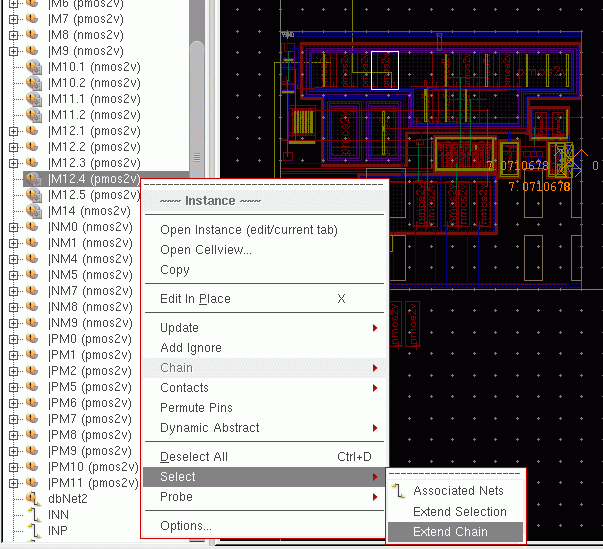 |M6 (pmos2v)
|M7 (pmos2v)
|M8 (nmos2v)
|M9 (nmos2v)
|M10.1 (nmos2v)
|M10.2 (nmos2v)
|M11.1 (nmos2v)
|M11.2 (nmos2v)
|M12.1 (pmos2v)
|M12.2 (pmos2v)
|M12.3 (pmos2v)
|M12.4 (pmos2v)
|M12.5 (pmos2v)
|M14 (nmos2v)
|NM0 (nmos2v)
|NM1 (nmos2v)
|NM4 (nmos2v)
|NM5 (nmos2v)
|NM7 (nmos2v)
|NM8 (nmos2v)
|NM9 (nmos2v)
|PM0 (pmos2v)
|PM1 (pmos2v)
|PM2 (pmos2v)
|PM5 (pmos2v)
|PM6 (pmos2v)
|PM7 (pmos2v)
|PM8 (pmos2v)
|PM9 (pmos2v)
|PM10 (pmos2v)
|PM11 (pmos2v)
dbNet2
INN
INP
~~~ Instance ~~~
Open Instance (edit/current tab)
Open Cellview...
Copy
Edit In Place X
Update
Add Ignore
Chain
Contacts
Permute Pins
Dynamic Abstract
Deselect All Ctrl+D
Select
Probe
Options...
Associated Nets
Extend Selection
Extend Chain
7 0710678
0
7 0710678
nmos2v
nmos2v